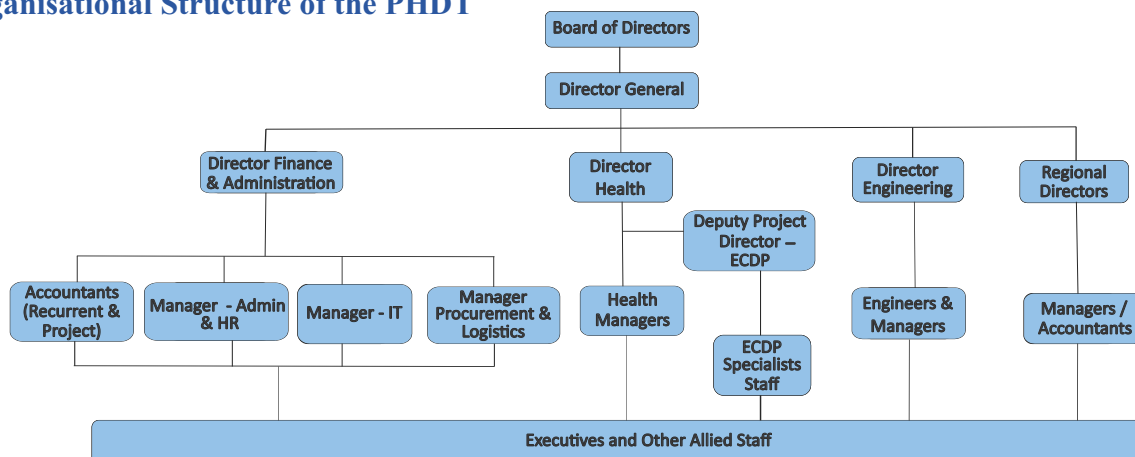 ganisational Structure of the PHDT
Board of Directors
Director General
Director Finance
& Administration
Director
Health
Director
Engineering
Regional
Directors
Deputy Project
Director –
ECDP
Accountants
(Recurrent &
Project)
Manager - Admin
& HR
Manager - IT
Manager
Procurement &
Logistics
Health
Managers
Engineers &
Managers
Managers /
Accountants
ECDP
Specialists
Staff
Executives and Other Allied Staff